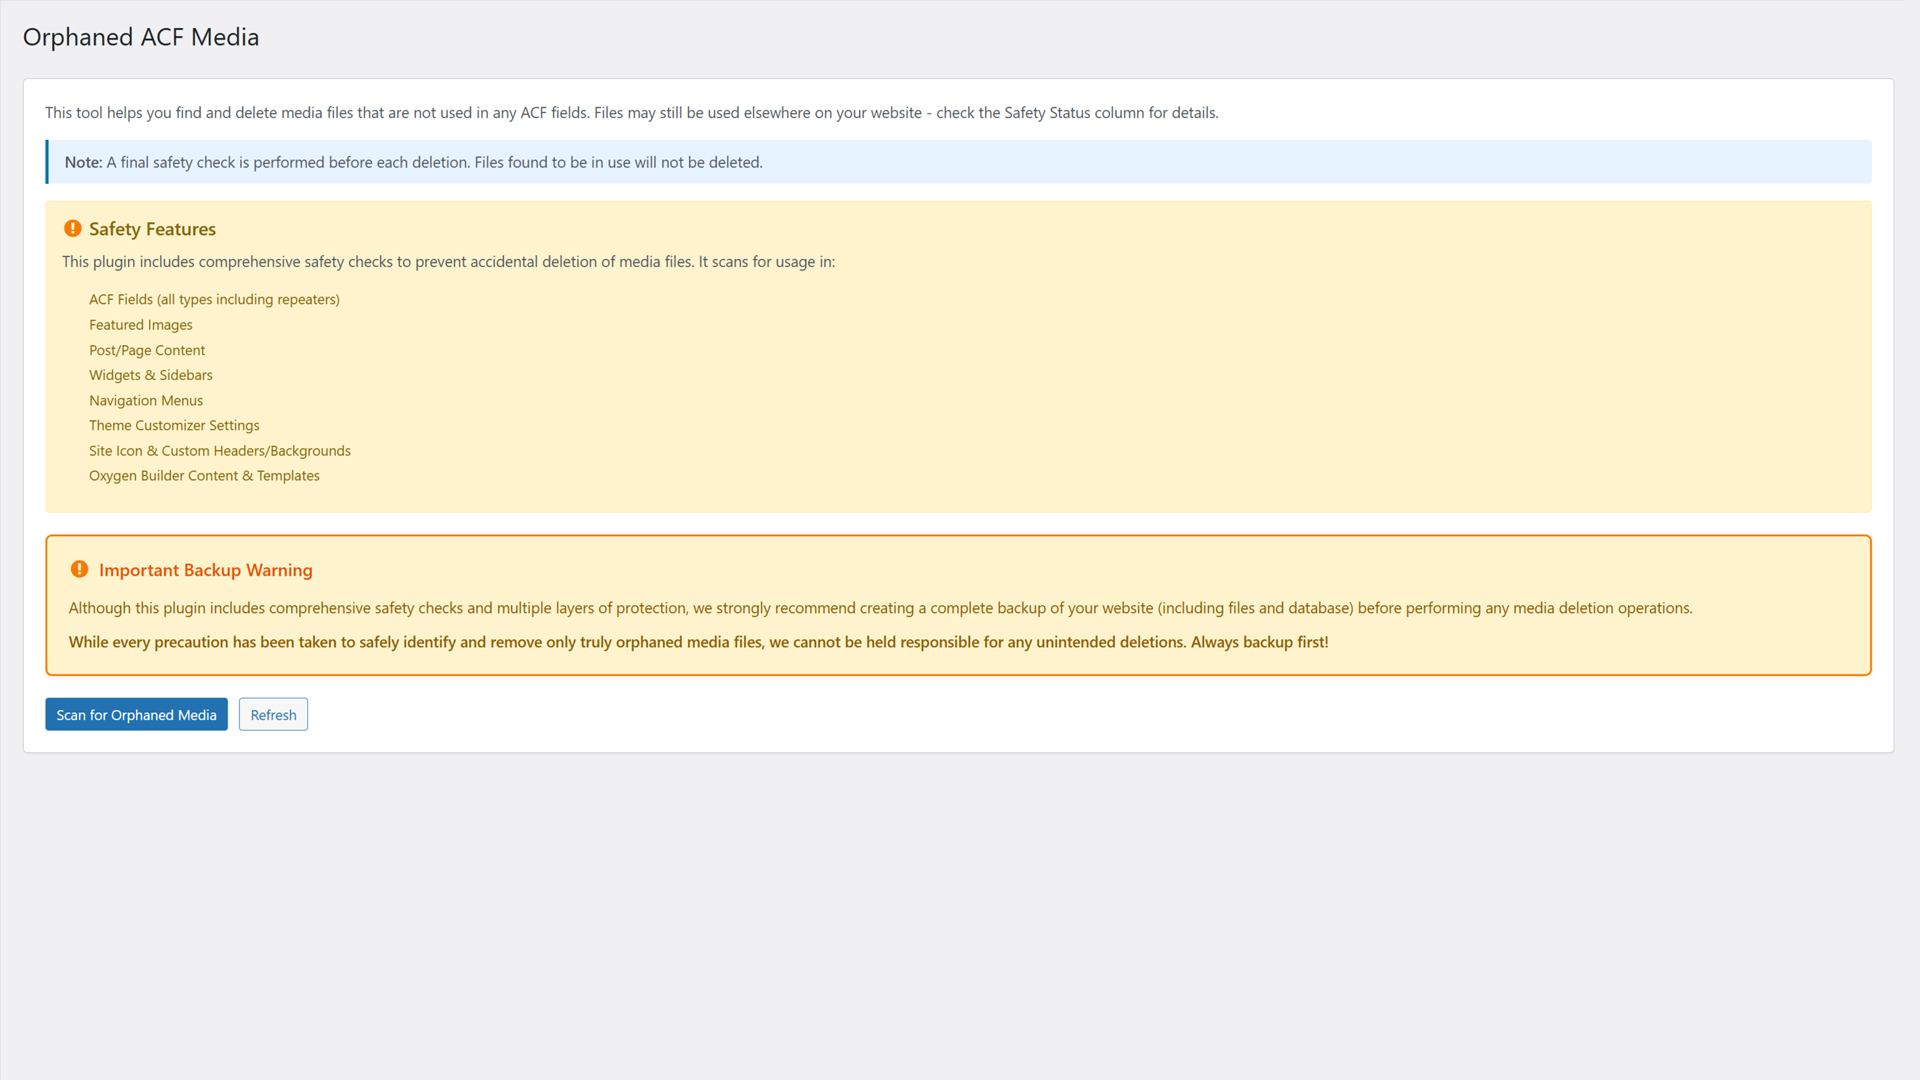 Orphaned ACF Media
This tool helps you find and delete media files that are not used in any ACF fields. Files may still be used elsewhere on your website - check the Safety Status column for details.
Note: A final safety check is performed before each deletion. Files found to be in use will not be deleted.
Safety Features
This plugin includes comprehensive safety checks to prevent accidental deletion of media files. It scans for usage in:
ACF Fields (all types including repeaters)
Featured Images
Post/Page Content
Widgets & Sidebars
Navigation Menus
Theme Customizer Settings
Site Icon & Custom Headers/Backgrounds
Oxygen Builder Content & Templates
Important Backup Warning
Although this plugin includes comprehensive safety checks and multiple layers of protection, we strongly recommend creating a complete backup of your website (including files and database) before performing any media deletion operations.
While every precaution has been taken to safely identify and remove only truly orphaned media files, we cannot be held responsible for any unintended deletions. Always backup first!
Scan for Orphaned Media Refresh